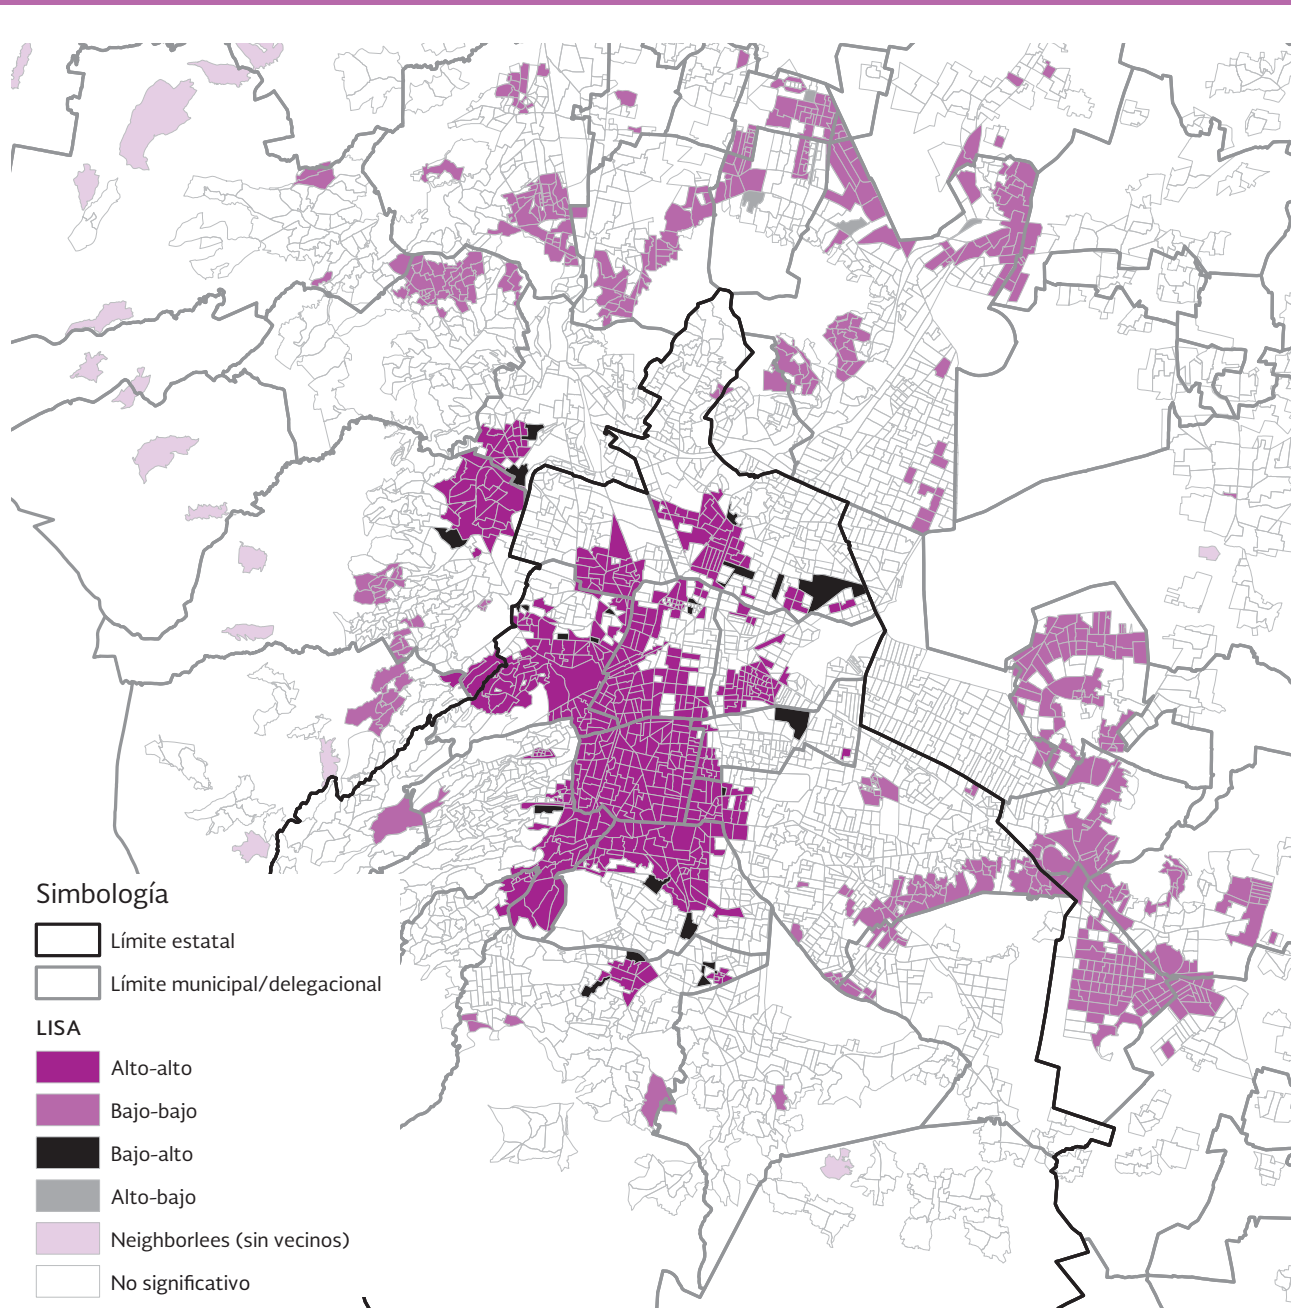 Simbología
Límite estatal
Límite municipal/delegacional
LISA
Alto-alto
Bajo-bajo
Bajo-alto
Alto-bajo
Neighborlees (sin vecinos)
No significativo